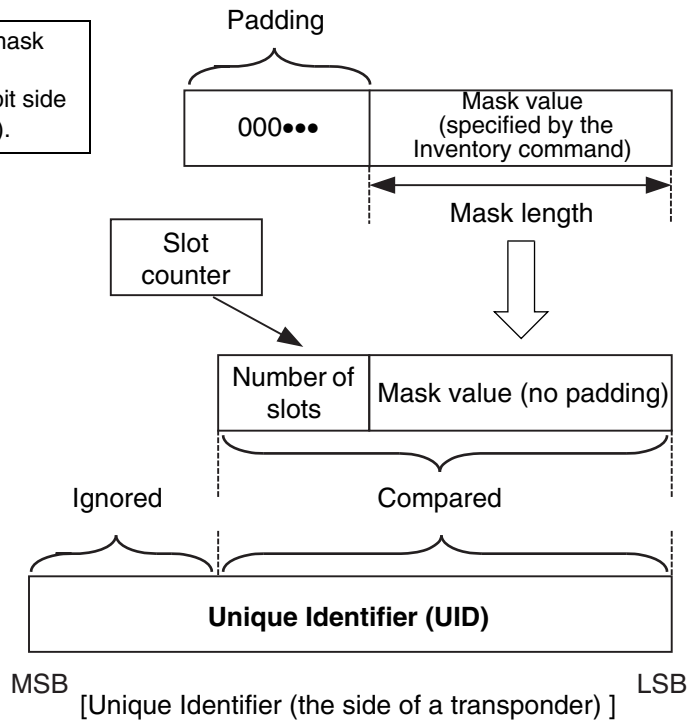 Padding
mask
bit side
).
000•••
Mask value
(specified by the
Inventory command)
Mask length
Slot
counter
Number of
slots
Mask value (no padding)
Ignored
Compared
Unique Identifier (UID)
MSB
LSB
[Unique Identifier (the side of a transponder) ]